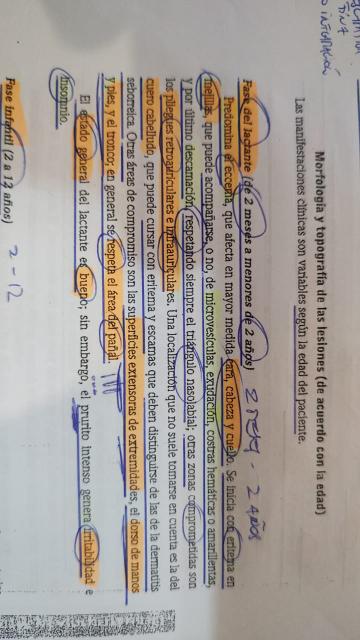 TIÑA
Morfología y topografía de las lesiones (de acuerdo con la edad)
Las manifestaciones clínicas son variables según la edad del paciente.
Fase del lactante (de 2 meses a menores de 2 años)
2 meses - 2 años
Predomina el eccema, que afecta en mayor medida cara, cabeza y cuello. Se inicia con eritema en
mejillas, que puede acompañarse, o no, de microvesículas, exudación, costras hemáticas o amarillentas,
y por último descamación, respetando siempre el triángulo nasolabial; otras zonas comprometidas son
los pliegues retroauriculares e infraauriculares. Una localización que no suele tomarse en cuenta es la del
cuero cabelludo, que puede cursar con eritema y escamas que deben distinguirse de las de la dermatitis
seborreica. Otras áreas de compromiso son las superficies extensoras de extremidades, el dorso de manos
y pies, y el tronco; en general se respeta el área del pañal.
El estado general del lactante es bueno; sin embargo, el prurito intenso genera irritabilidad e
insomnio.
Fase infantil (2 a 12 años)
2 - 12